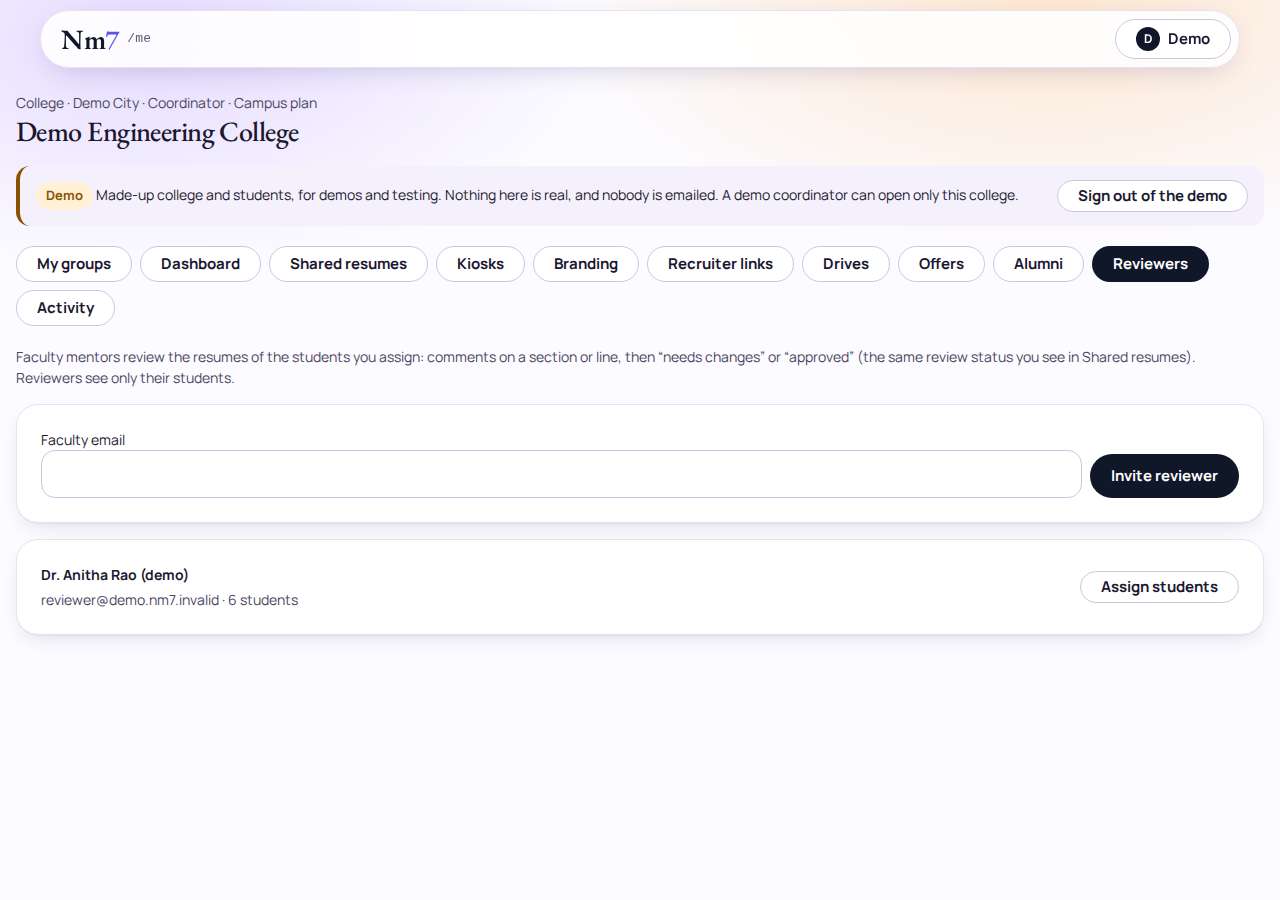 Nm7 /me
D Demo
College · Demo City · Coordinator · Campus plan
Demo Engineering College
Demo Made-up college and students, for demos and testing. Nothing here is real, and nobody is emailed. A demo coordinator can open only this college.
Sign out of the demo
My groups Dashboard Shared resumes Kiosks Branding Recruiter links Drives Offers Alumni Reviewers
Activity
Faculty mentors review the resumes of the students you assign: comments on a section or line, then “needs changes” or “approved” (the same review status you see in Shared resumes).
Reviewers see only their students.
Faculty email
Invite reviewer
Dr. Anitha Rao (demo)
reviewer@demo.nm7.invalid · 6 students
Assign students